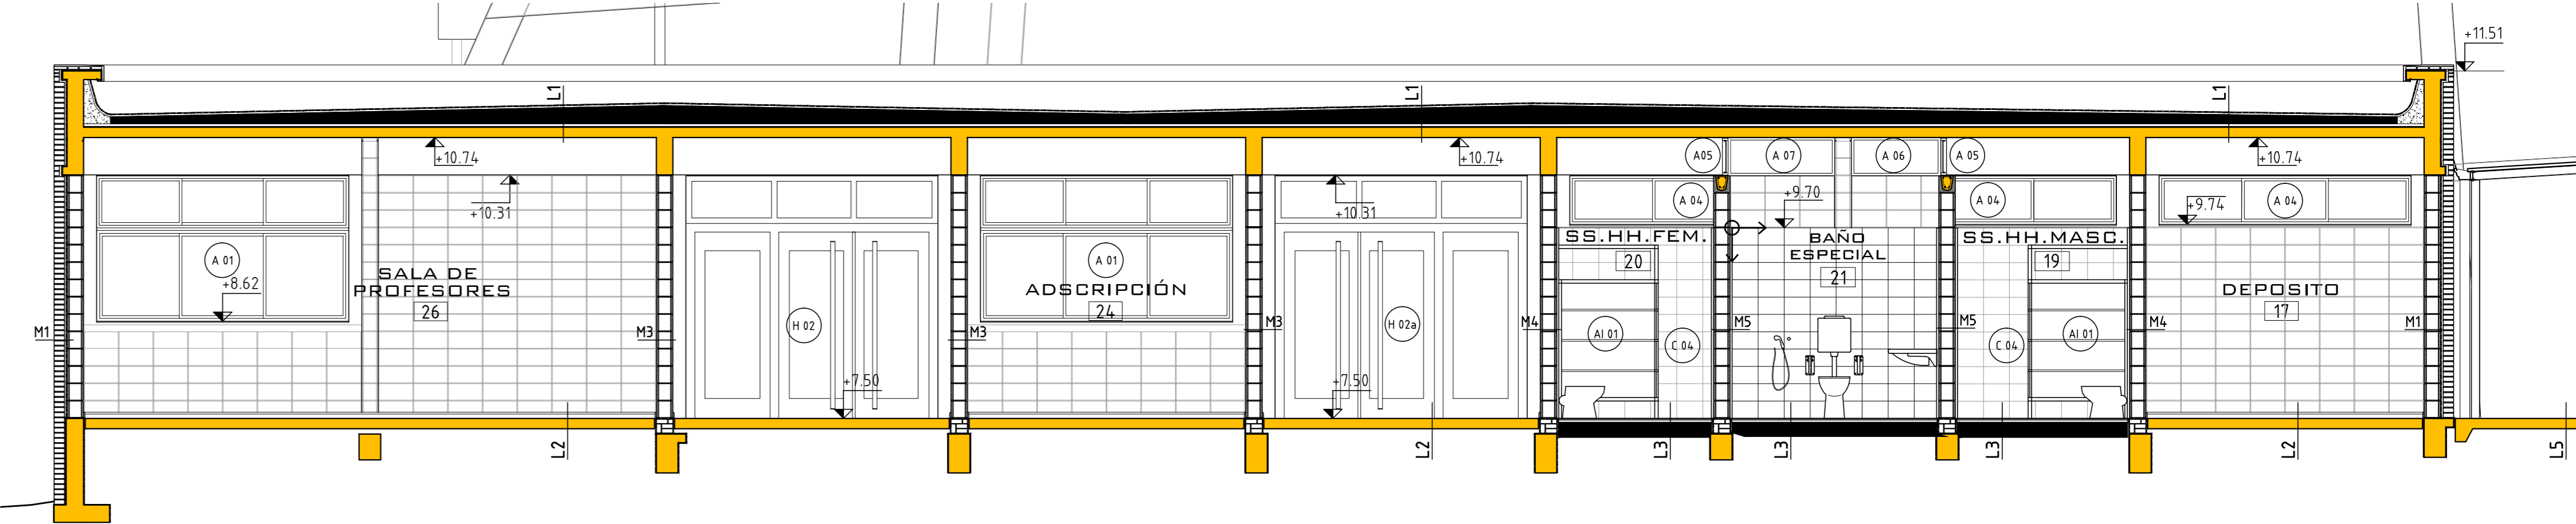 +11.51
L1
L1
L1
+10.74
+10.74
+10.74
A05
A 07
A 06
A 05
+10.31
+10.31
A 04
+9.70
A 04
+9.74
A 04
SS.HH.FEM.
BAÑO
ESPECIAL
SS.HH.MASC.
20
21
19
A 01
+8.62
SALA DE
PROFESORES
26
A 01
ADSCRIPCIÓN
24
DEPOSITO
17
M1
M3
H 02
M3
M3
H 02a
M4
AI 01
C 04
M5
M5
C 04
AI 01
M4
M1
+7.50
+7.50
L2
L2
L3
L3
L3
L2
L5